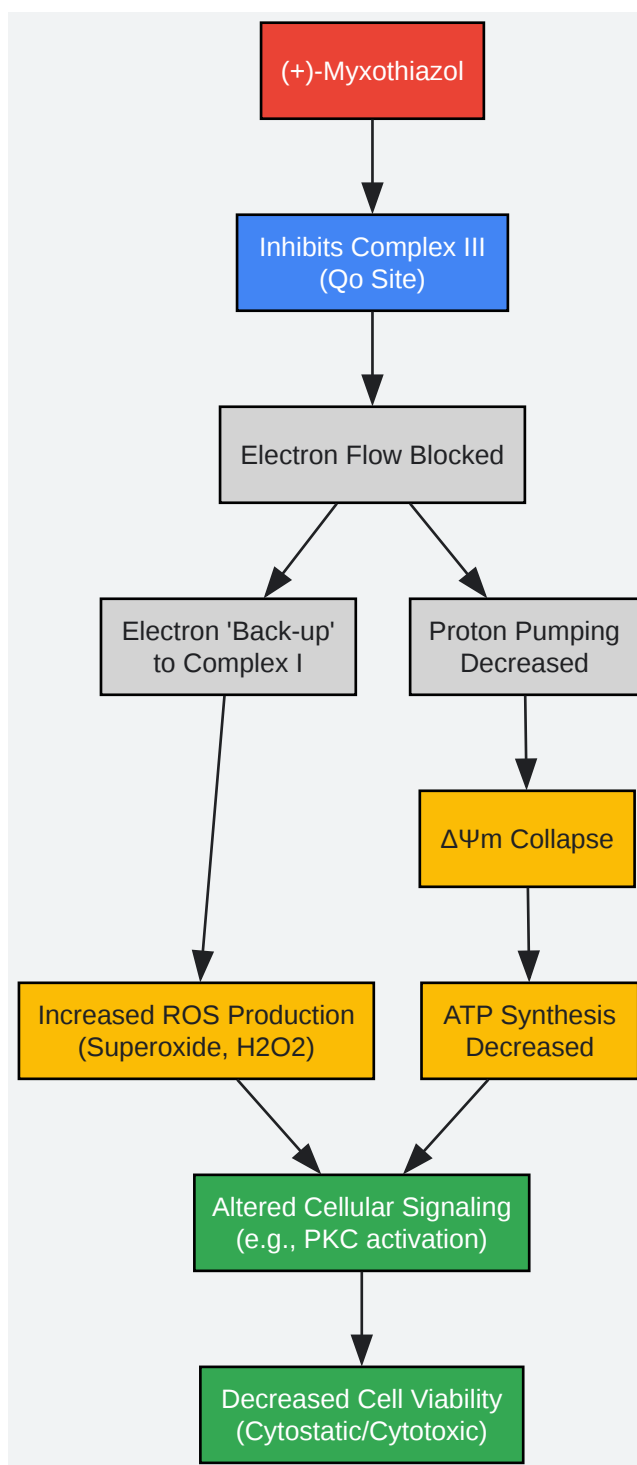 (+)-Myxothiazol
Inhibits Complex III
(Qo Site)
Electron Flow Blocked
Electron 'Back-up'
to Complex I
Proton Pumping
Decreased
ΔΨm Collapse
Increased ROS Production
(Superoxide, H2O2)
ATP Synthesis
Decreased
Altered Cellular Signaling
(e.g., PKC activation)
Decreased Cell Viability
(Cytostatic/Cytotoxic)